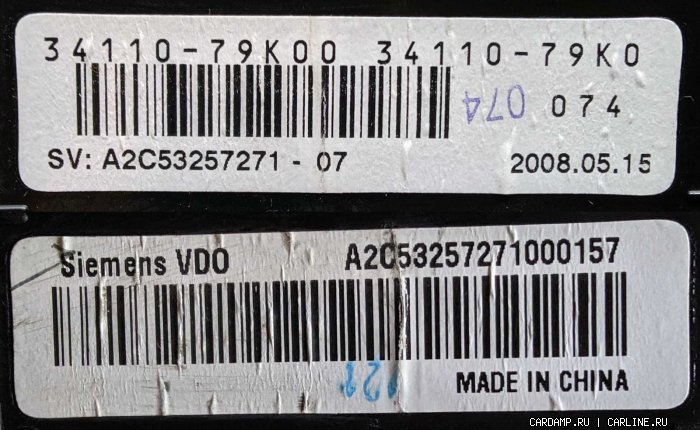 34110-79K00 34110-79K0
074 074
SV: A2C53257271 - 07 2008.05.15
Siemens VDO A2C53257271000157
121 MADE IN CHINA
CARDAMP.RU | CARLINE.RU